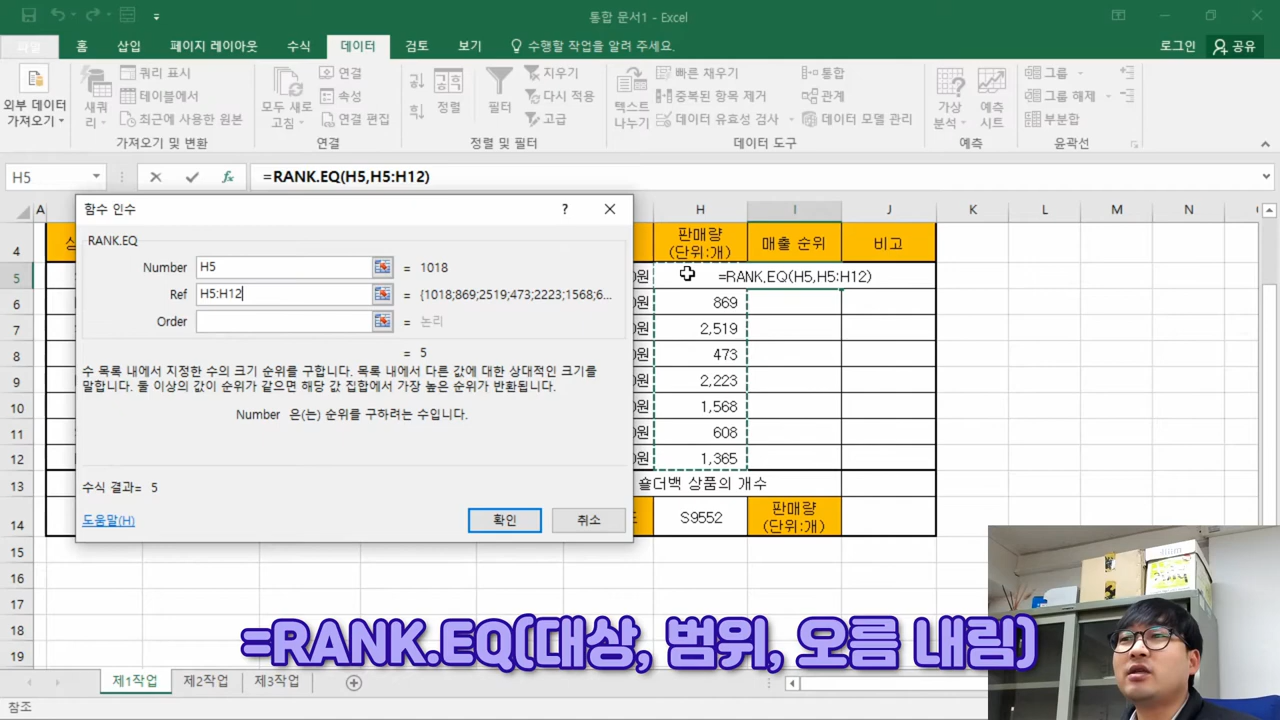 통합 문서1 - Excel
파일 홈 삽입 페이지 레이아웃 수식 데이터 검토 보기 수행할 작업을 알려 주세요. 로그인 공유
외부 데이터
가져오기
새 쿼
리
쿼리 표시
테이블에서
최근에 사용한 원본
가져오기 및 변환
모두 새로
고침
연결
속성
연결 편집
연결
정렬
필터
지우기
다시 적용
고급
정렬 및 필터
텍스트
나누기
빠른 채우기
중복된 항목 제거
데이터 유효성 검사
통합
관계
데이터 모델 관리
데이터 도구
가상
분석
예측
시트
예측
그룹
그룹 해제
부분합
윤곽선
H5 fx =RANK.EQ(H5,H5:H12)
A H I J K L M N
함수 인수 ?
RANK.EQ
Number H5 = 1018
Ref H5:H12 = {1018;869;2519;473;2223;1568;6...
Order = 논리
= 5
수 목록 내에서 지정한 수의 크기 순위를 구합니다. 목록 내에서 다른 값에 대한 상대적인 크기를
말합니다. 둘 이상의 값이 순위가 같으면 해당 값 집합에서 가장 높은 순위가 반환됩니다.
Number 은(는) 순위를 구하려는 수입니다.
수식 결과= 5
도움말(H) 확인 취소
4 판매량
(단위:개) 매출 순위 비고
5 원 =RANK.EQ(H5,H5:H12)
6 원 869
7 원 2,519
8 원 473
9 원 2,223
10 원 1,568
11 원 608
12 원 1,365
13 숄더백 상품의 개수
14 S9552 판매량
(단위:개)
15
16
17
18
19
=RANK.EQ(대상, 범위, 오름 내림)
제1작업 제2작업 제3작업
참조